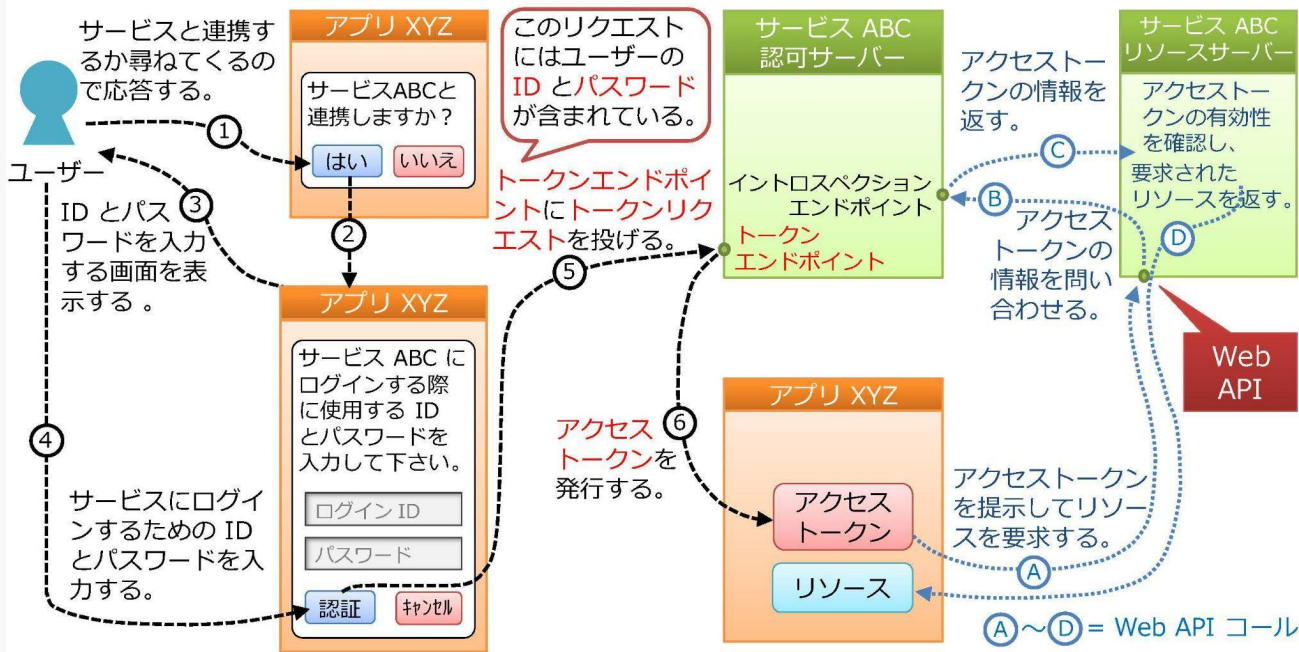 サービスと連携す
るか尋ねてくるの
で応答する。
アプリ XYZ
サービスABCと
連携しますか？
はい
いいえ
このリクエスト
にはユーザーの
ID とパスワード
が含まれている。
サービス ABC
認可サーバー
サービス ABC
リソースサーバー
アクセストー
クンの情報を
返す。
アクセストー
クンの有効性
を確認し、
要求された
リソースを返す。
①
ユーザー
②
③
ID とパス
ワードを入力
する画面を表
示する 。
トークンエンドポイ
ントにトークンリク
エストを投げる。
⑤
イントロスペクション
エンドポイント
トークン
エンドポイント
C
B
D
アクセス
トークンの
情報を問い
合わせる。
Web
API
アプリ XYZ
サービス ABC に
ログインする際
に使用する ID
とパスワードを
入力して下さい。
ログイン ID
パスワード
認証
ｷｬﾝｾﾙ
④
サービスにログイ
ンするための ID
とパスワードを入
力する。
⑥
アクセス
トークンを
発行する。
アプリ XYZ
アクセス
トークン
リソース
アクセストークン
を提示してリソー
スを要求する。
A
A～D = Web API コール